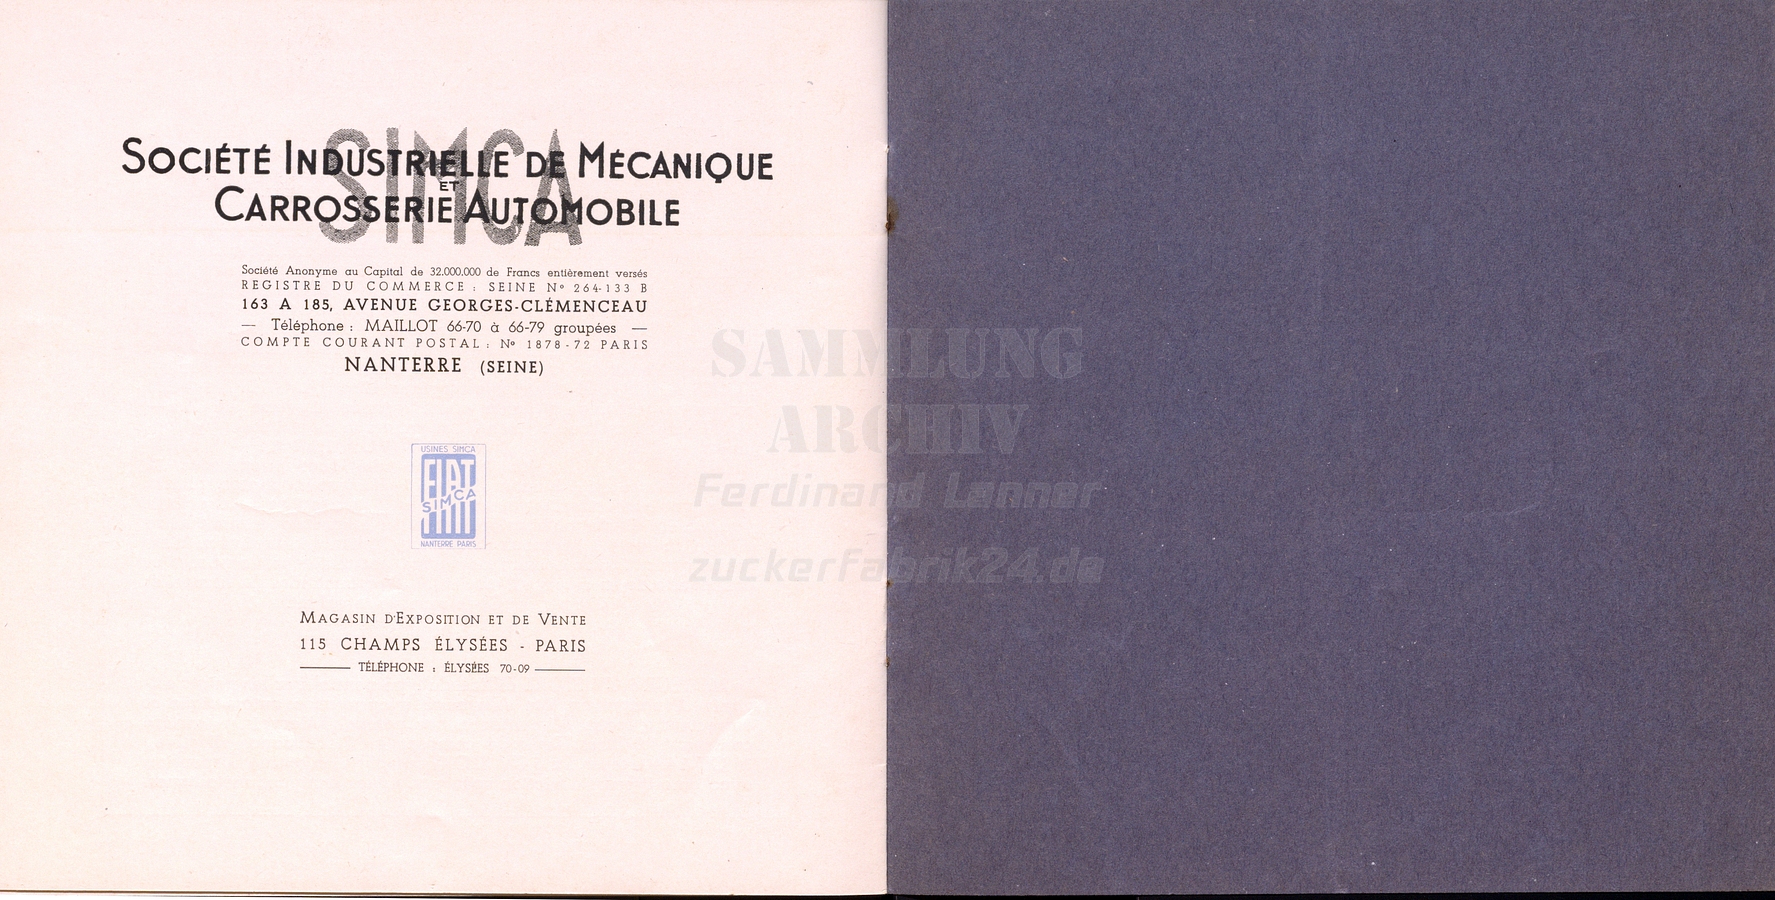 SIMCA
SOCIÉTÉ INDUSTRIELLE DE MÉCANIQUE
ET
CARROSSERIE AUTOMOBILE
Société Anonyme au Capital de 32.000.000 de Francs entièrement versés
REGISTRE DU COMMERCE : SEINE Nº 264-133 B
163 A 185, AVENUE GEORGES-CLÉMENCEAU
— Téléphone : MAILLOT 66-70 à 66-79 groupées —
COMPTE COURANT POSTAL : Nº 1878-72 PARIS
NANTERRE (SEINE)
USINES SIMCA
FIAT
SIMCA
NANTERRE PARIS
MAGASIN D'EXPOSITION ET DE VENTE
115 CHAMPS ÉLYSÉES - PARIS
TÉLÉPHONE : ÉLYSÉES 70-09
SAMMLUNG
ARCHIV
Ferdinand Lanner
zuckerfabrik24.de